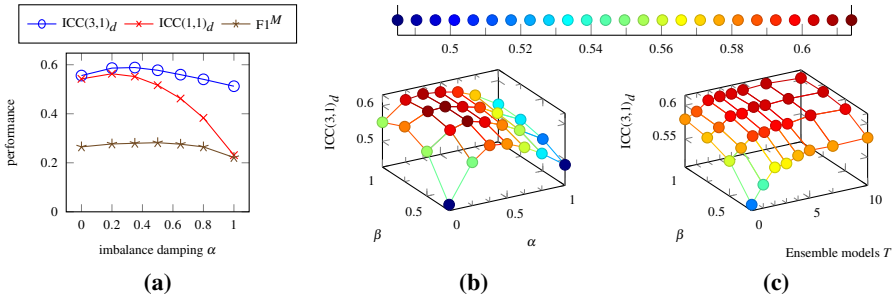 ICC(3,1)d ICC(1,1)d F1^M
0.5 0.52 0.54 0.56 0.58 0.6
performance
0.6
0.4
0.2
0
0 0.2 0.4 0.6 0.8 1
imbalance damping α
(a)
ICC(3,1)d
0.6
0.5
1
0.5
β
0
0.5
1
α
(b)
ICC(3,1)d
0.6
0.55
1
0.5
β
0
5
10
Ensemble models T
(c)